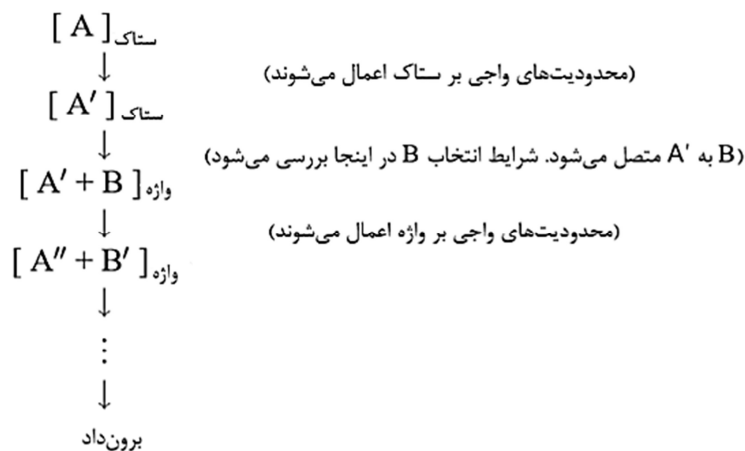 [ A ]ستاک
↓
(محدودیت‌های واجی بر ستاک اعمال می‌شوند)
[ A′ ]ستاک
↓
(B به A′ متصل می‌شود. شرایط انتخاب B در اینجا بررسی می‌شود)
[ A′ + B ]واژه
↓
(محدودیت‌های واجی بر واژه اعمال می‌شوند)
[ A″ + B′ ]واژه
↓
⋮
↓
برون‌داد